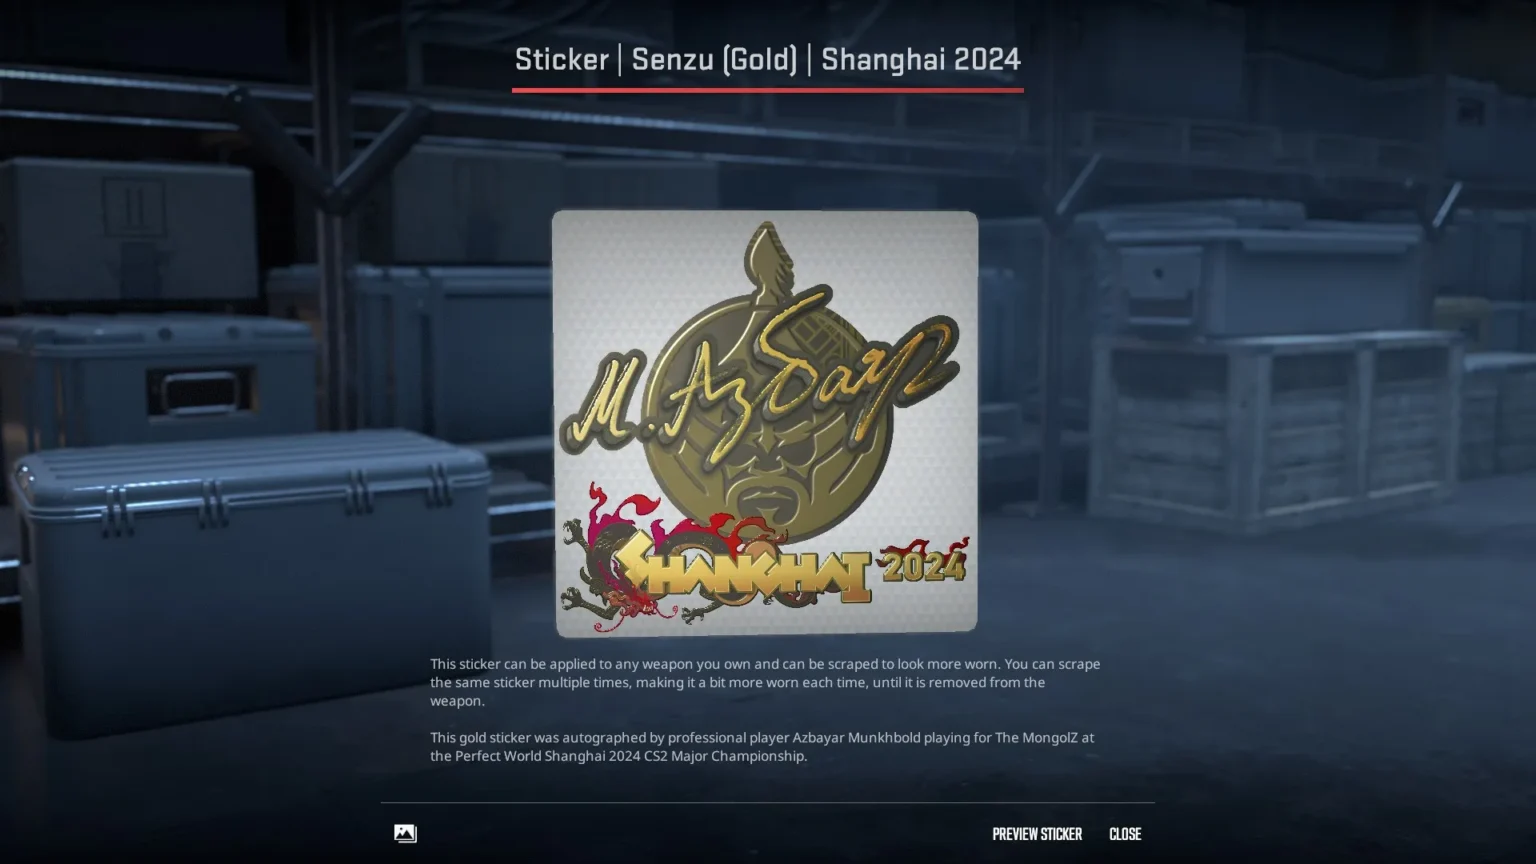 Sticker | Senzu (Gold) | Shanghai 2024
М. Азбаяр
SHANGHAI 2024
This sticker can be applied to any weapon you own and can be scraped to look more worn. You can scrape
the same sticker multiple times, making it a bit more worn each time, until it is removed from the
weapon.
This gold sticker was autographed by professional player Azbayar Munkhbold playing for The MongolZ at
the Perfect World Shanghai 2024 CS2 Major Championship.
PREVIEW STICKER
CLOSE